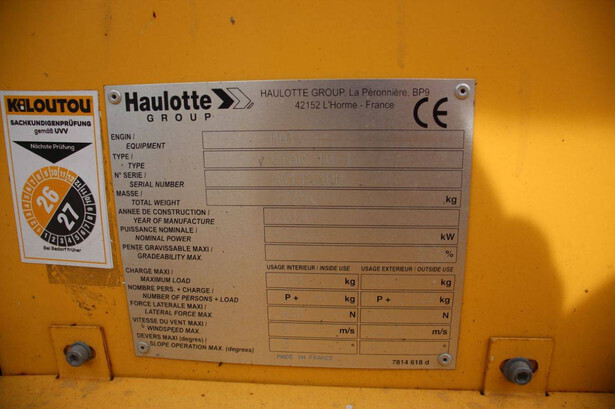 KILOUTOU
SACHKUNDIGENPRÜFUNG
gemäß UVV
Nächste Prüfung
26
27
Bei Bedarf früher
Haulotte
GROUP
HAULOTTE GROUP, La Péronnière, BP9
42152 L'Horme - France
CE
ENGIN /
EQUIPMENT
TYPE /
TYPE
N° SERIE /
SERIAL NUMBER
MASSE /
TOTAL WEIGHT kg
ANNEE DE CONSTRUCTION /
YEAR OF MANUFACTURE
PUISSANCE NOMINALE /
NOMINAL POWER kW
PENTE GRAVISSABLE MAXI /
GRADEABILITY MAX. %
USAGE INTERIEUR / INSIDE USE USAGE EXTERIEUR / OUTSIDE USE
CHARGE MAXI /
MAXIMUM LOAD kg kg
NOMBRE PERS. + CHARGE /
NUMBER OF PERSONS + LOAD P + kg P + kg
FORCE LATERALE MAXI /
LATERAL FORCE MAX. N N
VITESSE DU VENT MAXI /
WINDSPEED MAX. m/s m/s
DEVERS MAXI (degrés) /
SLOPE OPERATION MAX. (degrees) ° °
MADE IN FRANCE
7814 618 d